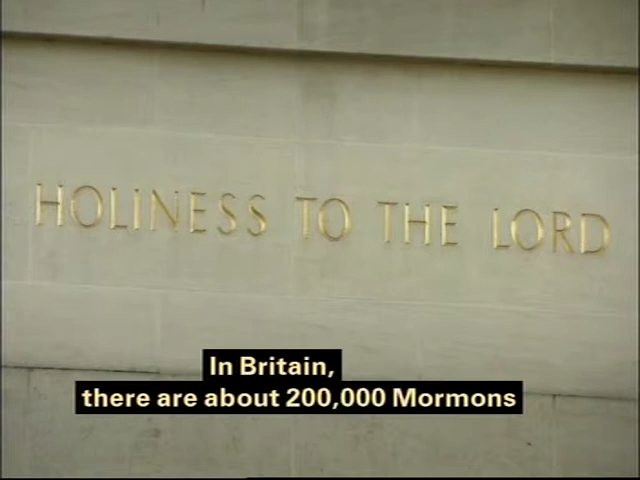 HOLINESS TO THE LORD
In Britain,
there are about 200,000 Mormons